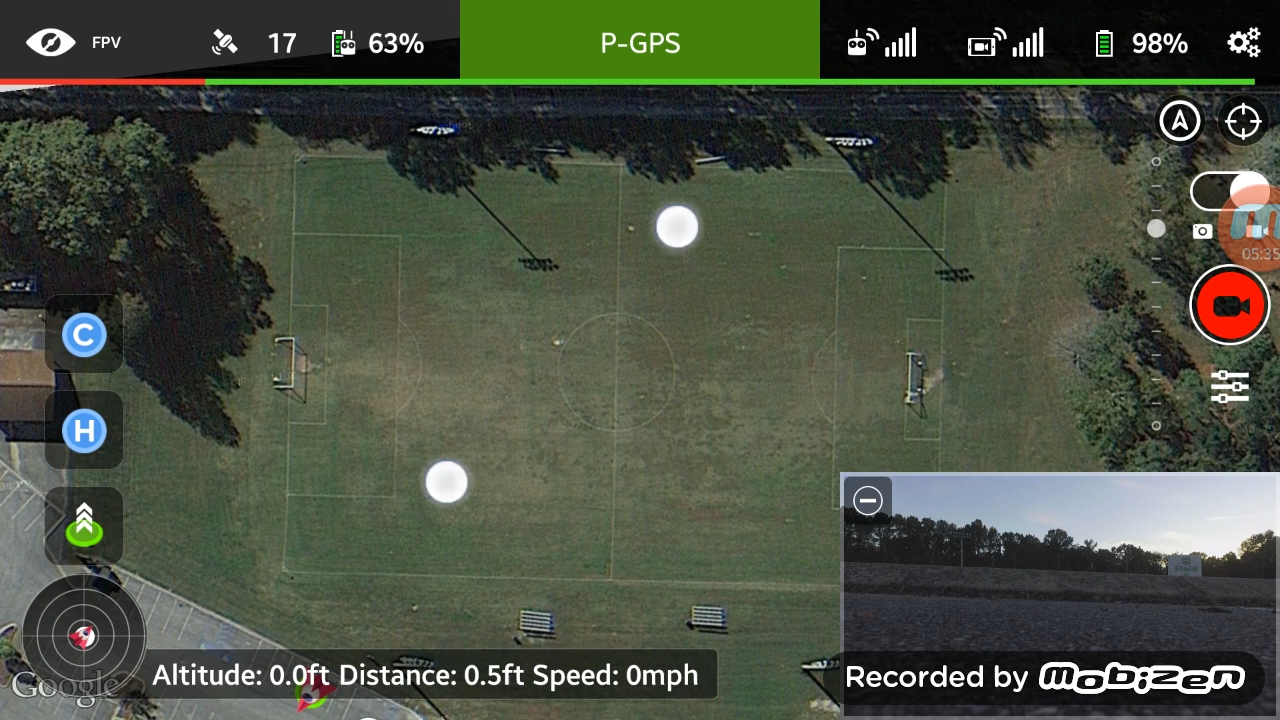 FPV
17
63%
P-GPS
98%
05:35
C
H
Field
Altitude: 0.0ft Distance: 0.5ft Speed: 0mph
Google
Recorded by mobizen